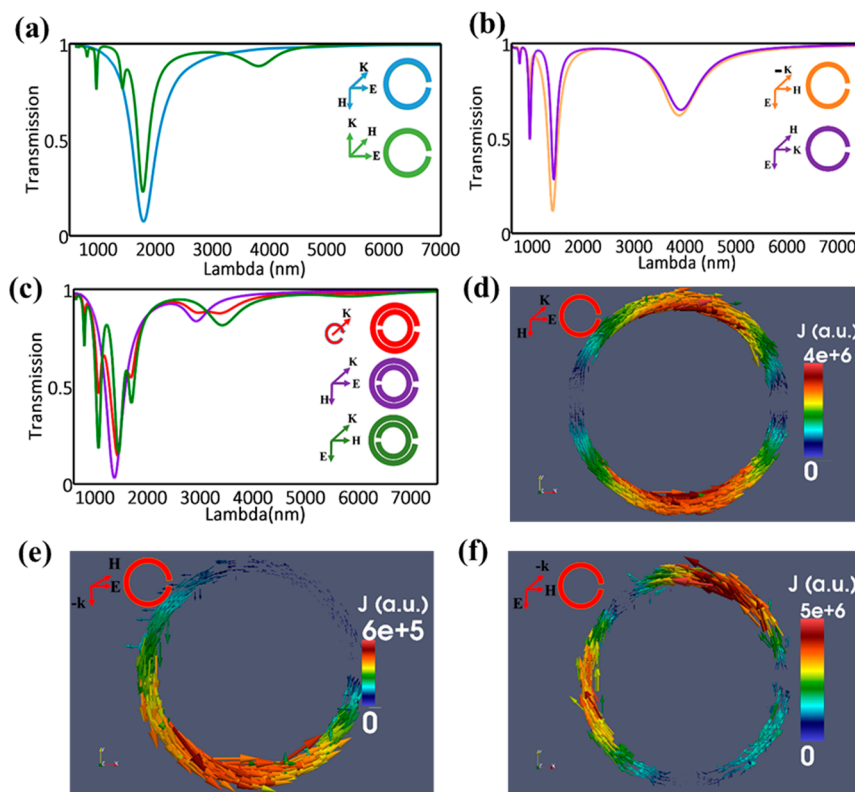 (a)
1
0.5
0
Transmission
K
E
H
K
H
E
1000 2000 3000 4000 5000 6000 7000
Lambda (nm)
(b)
1
0.5
0
Transmission
-K
H
E
H
K
E
1000 2000 3000 4000 5000 6000 7000
Lambda (nm)
(c)
1
0.5
0
Transmission
K
K
E
H
K
H
E
1000 2000 3000 4000 5000 6000 7000
Lambda(nm)
(d)
K
E
H
J (a.u.)
4e+6
0
(e)
H
E
-k
J (a.u.)
6e+5
0
(f)
-k
H
E
J (a.u.)
5e+6
0